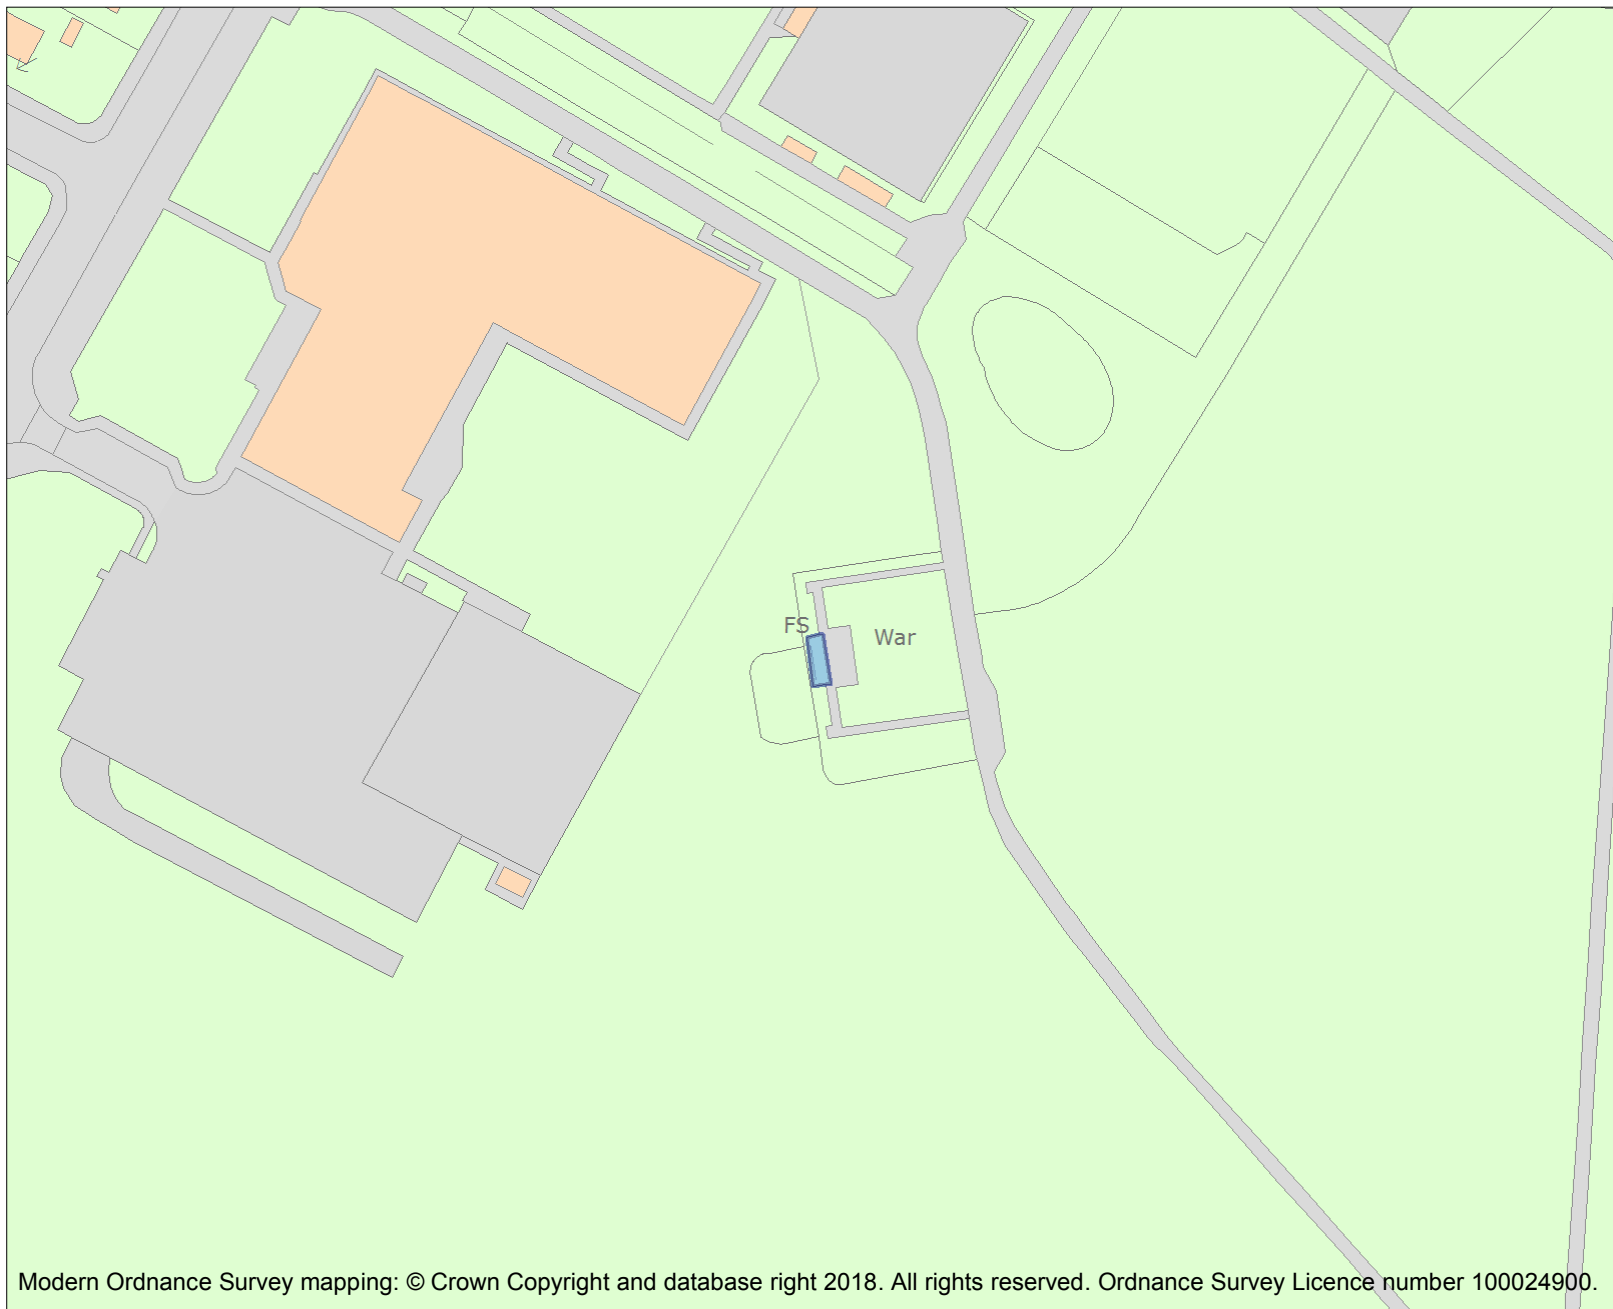 FS
War
Modern Ordnance Survey mapping: © Crown Copyright and database right 2018. All rights reserved. Ordnance Survey Licence number 100024900.